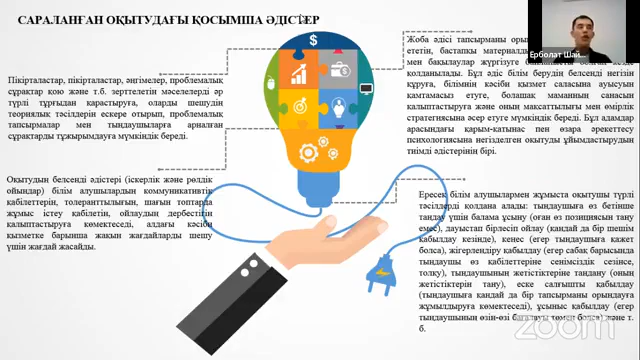 САРАЛАНҒАН ОҚЫТУДАҒЫ ҚОСЫМША ӘДІСТЕР
Ерболат Шай...
Пікірталастар, пікірталастар, әңгімелер, проблемалық
сұрақтар қою және т.б. зерттелетін мәселелерді әр
түрлі тұрғыдан қарастыруға, оларды шешудің
теориялық тәсілдерін ескере отырып, проблемалық
тапсырмалар мен тыңдаушыларға арналған
сұрақтарды тұжырымдауға мүмкіндік береді.
Оқытудың белсенді әдістері (іскерлік және рөлдік
ойындар) білім алушылардың коммуникативтік
қабілеттерін, толеранттылығын, шағын топтарда
жұмыс істеу қабілетін, ойлаудың дербестігін
қалыптастыруға көмектеседі, алдағы кәсіби
қызметке барынша жақын жағдайларды шешу
үшін жағдай жасайды.
Жоба әдісі тапсырманы
ететін, бастапқы
мен бақылаулар жүргізуге
қолданылады. Бұл әдіс білім берудің белсенді негізін
құруға, білімнің кәсіби қызмет саласына ауысуын
қамтамасыз етуге, болашақ маманның санасын
қалыптастыруға және оның мақсаттылығы мен өмірлік
стратегиясына әсер етуге мүмкіндік береді. Бұл адамдар
арасындағы қарым-қатынас пен өзара әрекеттесу
психологиясына негізделген оқытуды ұйымдастырудың
тиімді әдістерінің бірі.
Ересек білім алушылармен жұмыста оқытушы түрлі
тәсілдерді қолдана алады: тыңдаушыға өз бетінше
таңдау үшін балама ұсыну (оған өз позициясын тану
емес), дауыстап бірлесіп ойлау (қандай да бір шешім
қабылдау кезінде), кеңес (егер тыңдаушыға қажет
болса), жігерлендіру қабылдау (егер сабақ барысында
тыңдаушы өз қабілеттеріне сенімсіздік сезінсе,
толқу), тыңдаушының жетістіктеріне таңдану (оның
жетістіктерін тану), еске салғышты қабылдау
(тыңдаушыға қандай да бір тапсырманы орындауға
жұмылдыруға көмектеседі), ұсыныс қабылдау (егер
тыңдаушының өзін-өзі бағалауы төмен болса) және т.
б.
zoom